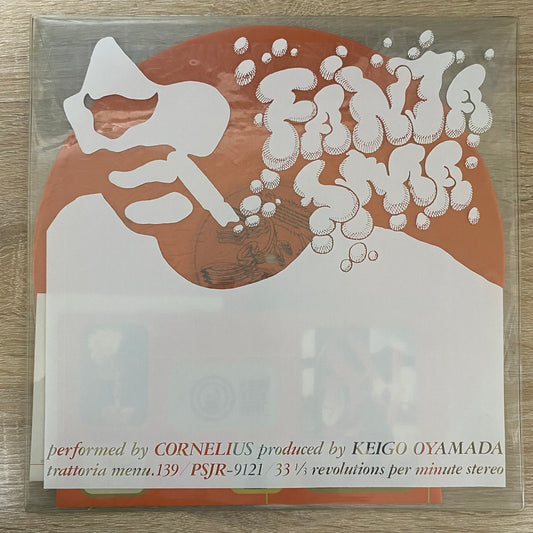 FANTA
SMA
performed by CORNELIUS produced by KEIGO OYAMADA
trattoria menu.139 / PSJR-9121 / 33 1/3 revolutions per minute stereo